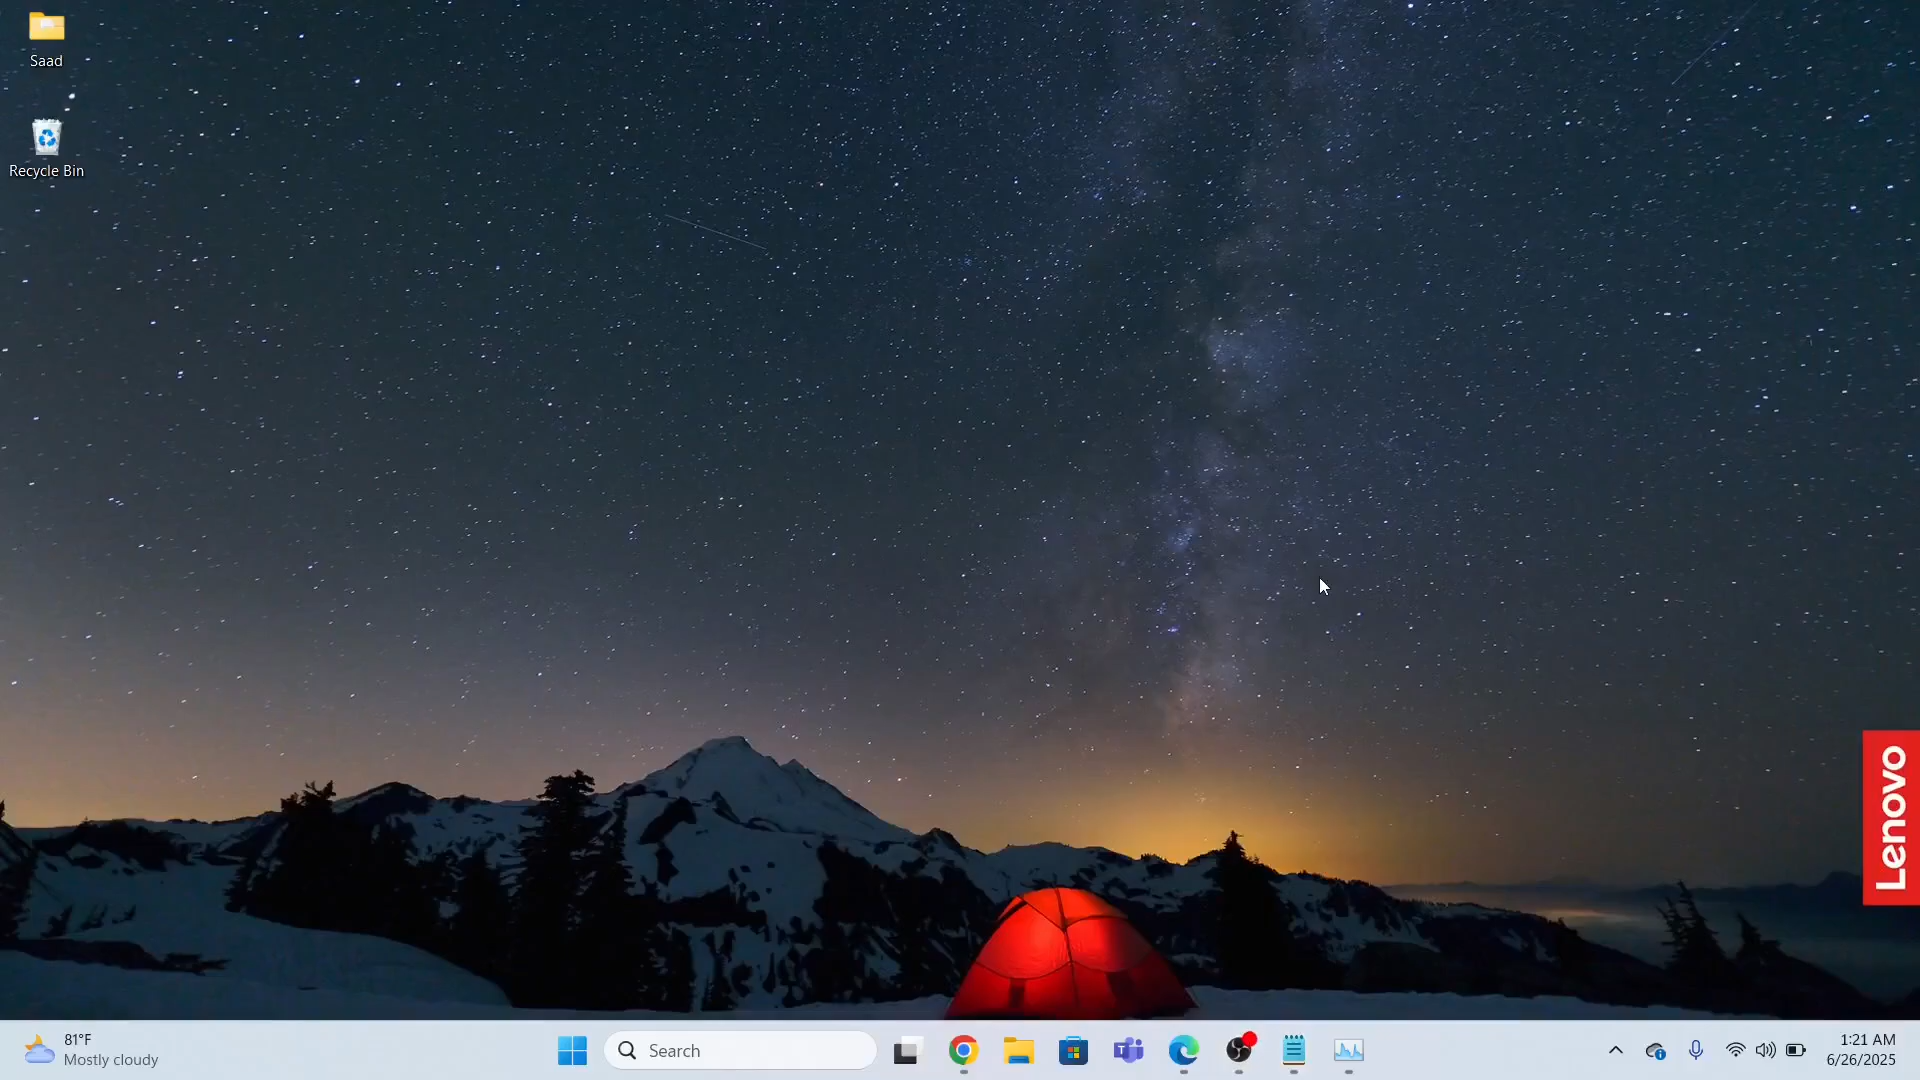 Saad
Recycle Bin
Lenovo
81°F
Mostly cloudy
Search
1:21 AM
6/26/2025